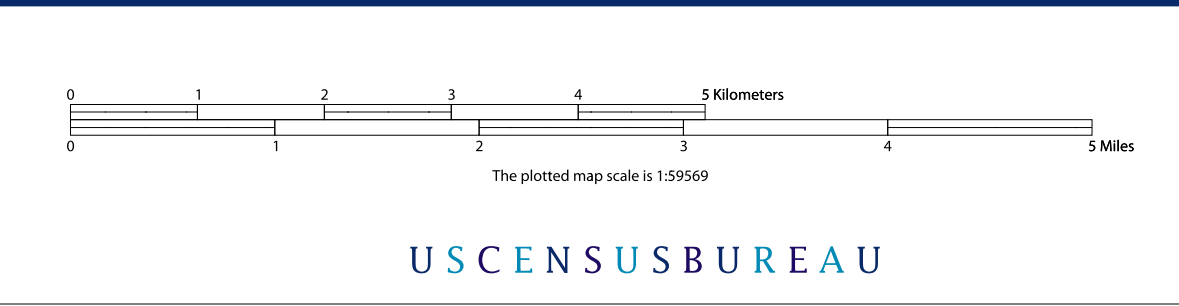 0 1 2 3 4 5 Kilometers
0 1 2 3 4 5 Miles
The plotted map scale is 1:59569
USCENSUSBUREAU